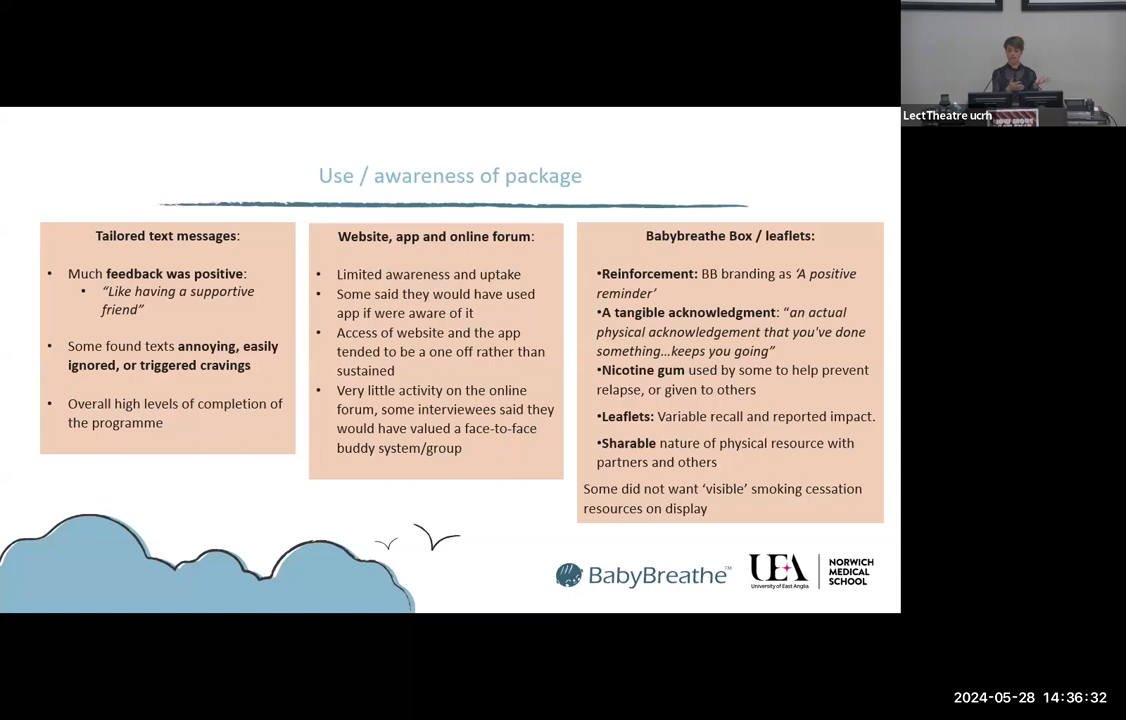 LectTheatre ucrh
Use / awareness of package
Tailored text messages:
• Much feedback was positive:
• “Like having a supportive
friend”
• Some found texts annoying, easily
ignored, or triggered cravings
• Overall high levels of completion of
the programme
Website, app and online forum:
• Limited awareness and uptake
• Some said they would have used
app if were aware of it
• Access of website and the app
tended to be a one off rather than
sustained
• Very little activity on the online
forum, some interviewees said they
would have valued a face-to-face
buddy system/group
Babybreathe Box / leaflets:
•Reinforcement: BB branding as ‘A positive
reminder’
•A tangible acknowledgment: “an actual
physical acknowledgement that you've done
something…keeps you going”
•Nicotine gum used by some to help prevent
relapse, or given to others
•Leaflets: Variable recall and reported impact.
•Sharable nature of physical resource with
partners and others
Some did not want ‘visible’ smoking cessation
resources on display
BabyBreathe™
UEA
University of East Anglia
NORWICH
MEDICAL
SCHOOL
2024-05-28 14:36:32